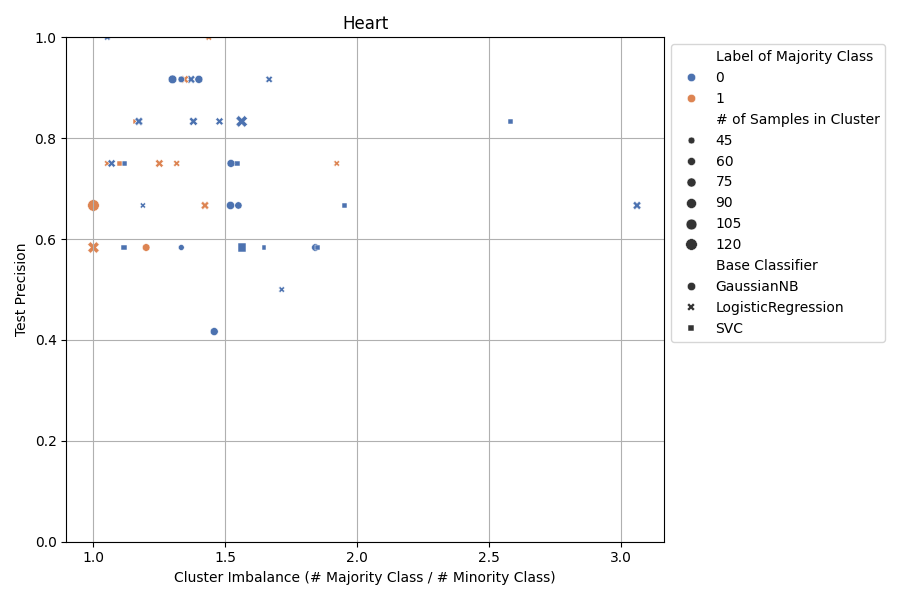 Heart
1.0
0.8
0.6
0.4
0.2
0.0
Test Precision
1.0 1.5 2.0 2.5 3.0
Cluster Imbalance (# Majority Class / # Minority Class)
Label of Majority Class
0
1
# of Samples in Cluster
45
60
75
90
105
120
Base Classifier
GaussianNB
LogisticRegression
SVC